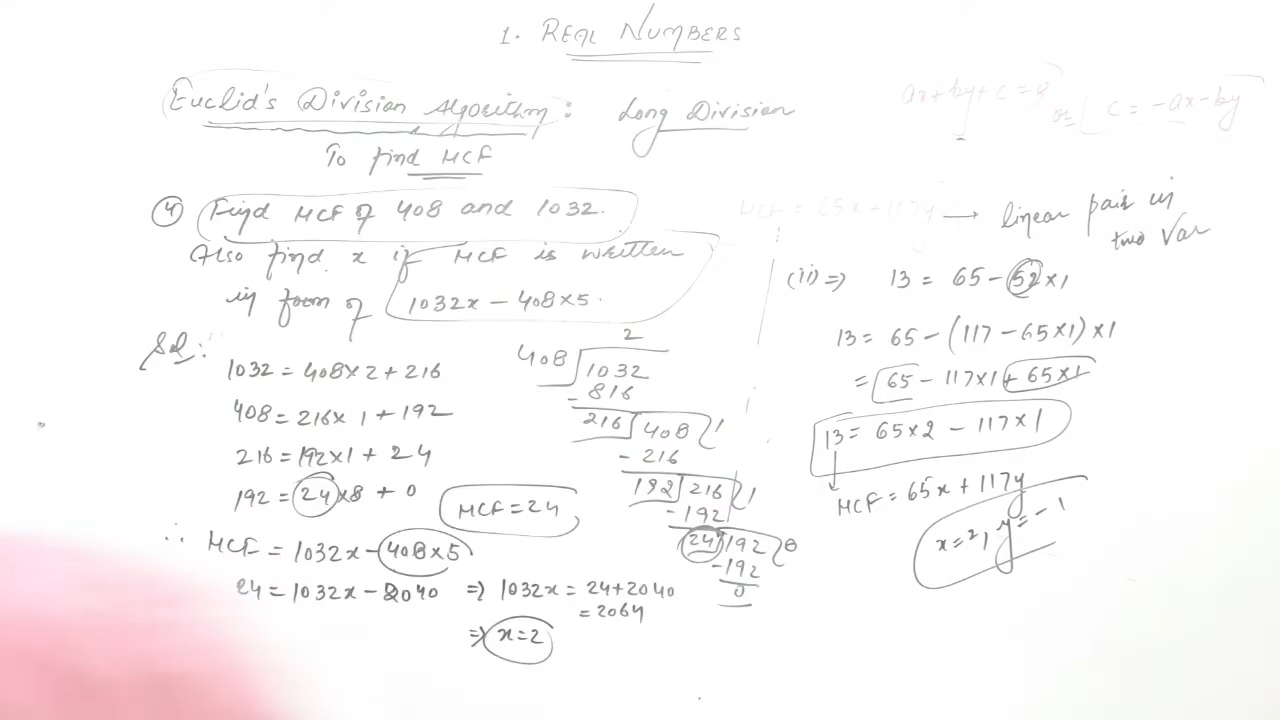 1. REAL NUMBERS
Euclid's Division Algorithm: Long Division
To find HCF
④ Find HCF of 408 and 1032.
Also find x if HCF is written
in form of 1032x - 408×5.
Sol:
1032 = 408×2 + 216
408 = 216×1 + 192
216 = 192×1 + 24
192 = 24×8 + 0
HCF = 24
∴ HCF = 1032x - 408×5
24 = 1032x - 2040 ⇒ 1032x = 24+2040
= 2064
⇒ x=2
2
408 1032
- 816
216 408 1
- 216
192 216 1
- 192
24 192 8
- 192
0
ax+by+c=0
or c = -ax-by
HCF = 65x+117y → linear pair in
two Var
(ii) ⇒ 13 = 65 - 52×1
13 = 65 - (117 - 65×1)×1
= 65 - 117×1 + 65×1
13 = 65×2 - 117×1
HCF = 65x + 117y
x=2, y=-1